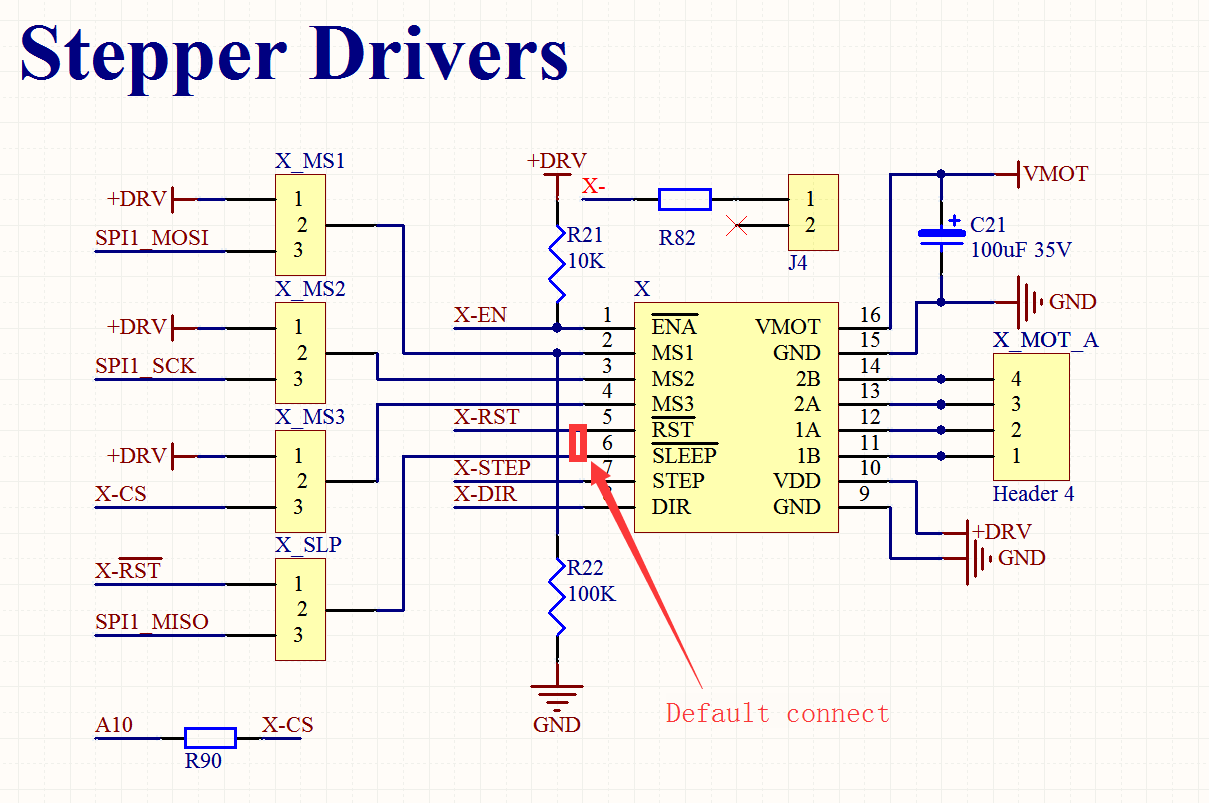 Stepper Drivers
X_MS1
+DRV
SPI1_MOSI
1
2
3
X_MS2
+DRV
SPI1_SCK
1
2
3
X_MS3
+DRV
X-CS
1
2
3
X_SLP
X-RST
SPI1_MISO
1
2
3
A10
X-CS
R90
+DRV
X-
R21
10K
R82
1
2
J4
X
X-EN
X-RST
X-STEP
X-DIR
1
2
3
4
5
6
7
ENA
MS1
MS2
MS3
RST
SLEEP
STEP
DIR
VMOT
GND
2B
2A
1A
1B
VDD
GND
16
15
14
13
12
11
10
9
VMOT
+
C21
100uF 35V
GND
X_MOT_A
4
3
2
1
Header 4
+DRV
GND
R22
100K
GND
Default connect